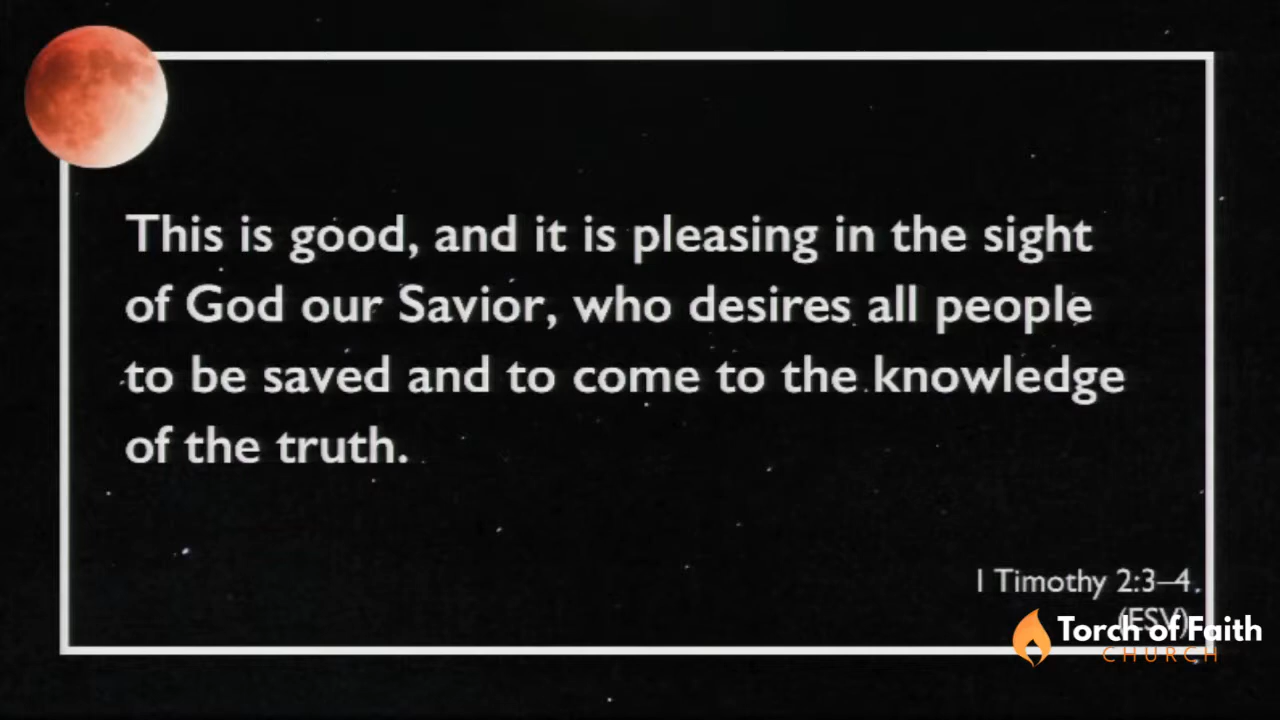 This is good, and it is pleasing in the sight
of God our Savior, who desires all people
to be saved and to come to the knowledge
of the truth.
1 Timothy 2:3–4
(ESV)
Torch of Faith
CHURCH